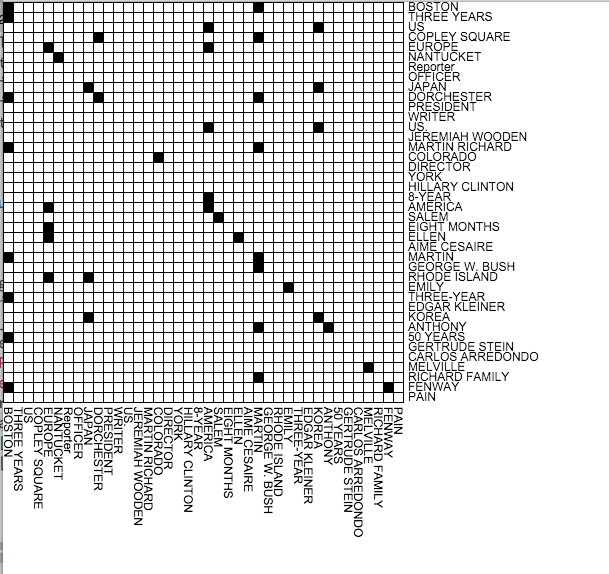 BOSTON
THREE YEARS
US
COPLEY SQUARE
EUROPE
NANTUCKET
Reporter
OFFICER
JAPAN
DORCHESTER
PRESIDENT
WRITER
US.
JEREMIAH WOODEN
MARTIN RICHARD
COLORADO
DIRECTOR
YORK
HILLARY CLINTON
8-YEAR
AMERICA
SALEM
EIGHT MONTHS
ELLEN
AIME CESAIRE
MARTIN
GEORGE W. BUSH
RHODE ISLAND
EMILY
THREE-YEAR
EDGAR KLEINER
KOREA
ANTHONY
50 YEARS
GERTRUDE STEIN
CARLOS ARREDONDO
MELVILLE
RICHARD FAMILY
FENWAY
PAIN
BOSTON
THREE YEARS
US
COPLEY SQUARE
EUROPE
NANTUCKET
Reporter
OFFICER
JAPAN
DORCHESTER
PRESIDENT
WRITER
US.
JEREMIAH WOODEN
MARTIN RICHARD
COLORADO
DIRECTOR
YORK
HILLARY CLINTON
8-YEAR
AMERICA
SALEM
EIGHT MONTHS
ELLEN
AIME CESAIRE
MARTIN
GEORGE W. BUSH
RHODE ISLAND
EMILY
THREE-YEAR
EDGAR KLEINER
KOREA
ANTHONY
50 YEARS
GERTRUDE STEIN
CARLOS ARREDONDO
MELVILLE
RICHARD FAMILY
FENWAY
PAIN